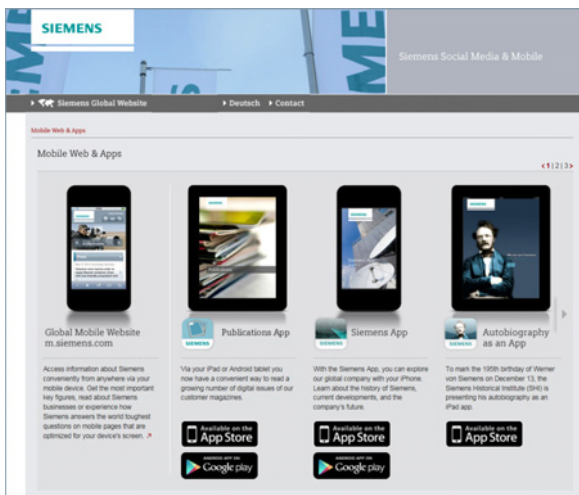 SIEMENS
Siemens Social Media & Mobile
Siemens Global Website
Deutsch
Contact
Mobile Web & Apps
Mobile Web & Apps
1|2|3
Global Mobile Website
m.siemens.com
Access information about Siemens
conveniently from anywhere via your
mobile device. Get the most important
key figures, read about Siemens
businesses or experience how
Siemens answers the world toughest
questions on mobile pages that are
optimized for your device's screen.
SIEMENS
Publications App
Via your iPad or Android tablet you
now have a convenient way to read a
growing number of digital issues of our
customer magazines.
Available on the
App Store
ANDROID APP ON
Google play
SIEMENS
Siemens App
With the Siemens App, you can explore
our global company with your iPhone.
Learn about the history of Siemens,
current developments, and the
company's future.
Available on the
App Store
ANDROID APP ON
Google play
SIEMENS
Autobiography
as an App
To mark the 195th birthday of Werner
von Siemens on December 13, the
Siemens Historical Institute (SHI) is
presenting his autobiography as an
iPad app.
Available on the
App Store